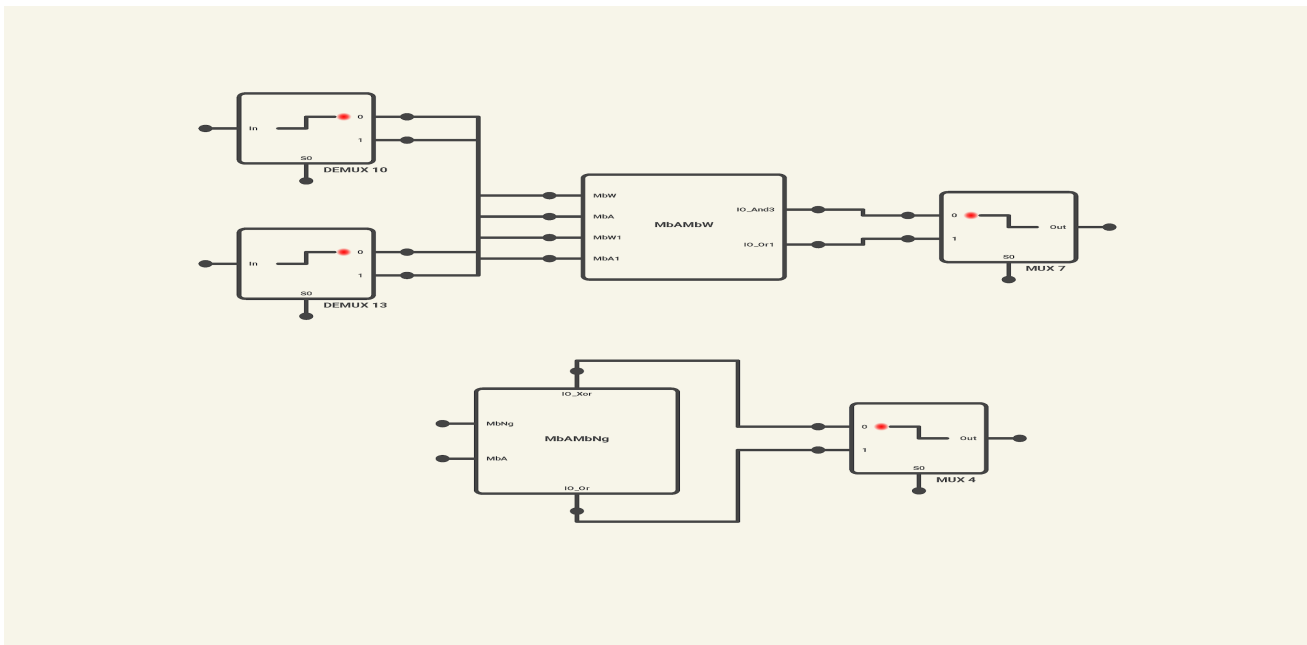 In
0
1
S0
DEMUX 10
In
0
1
S0
DEMUX 13
MbW
MbA
MbW1
MbA1
MbAMbW
IO_And3
IO_Or1
0
1
Out
S0
MUX 7
IO_Xor
MbNg
MbA
MbAMbNg
IO_Or
0
1
Out
S0
MUX 4